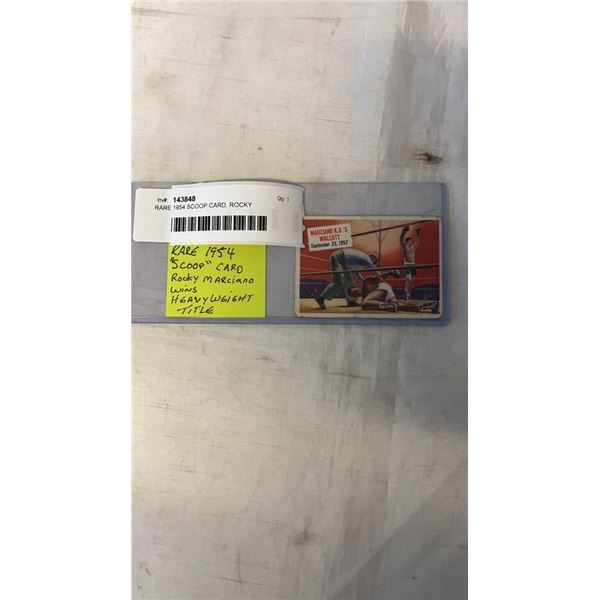 Inv#: 143848 Qty: 1
RARE 1954 SCOOP CARD, ROCKY
RARE 1954
"SCOOP" CARD
ROCKY MARCIANO
WINS
HEAVYWEIGHT
TITLE
MARCIANO K.O.'S
WALCOTT
September 23, 1952